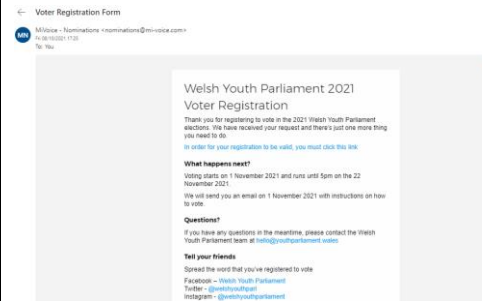 ← Voter Registration Form
MN
MiVoice - Nominations <nominations@mi-voice.com>
Fri 08/10/2021 17:20
To: You
Welsh Youth Parliament 2021
Voter Registration
Thank you for registering to vote in the 2021 Welsh Youth Parliament
elections. We have received your request and there's just one more thing
you need to do.
In order for your registration to be valid, you must click this link
What happens next?
Voting starts on 1 November 2021 and runs until 5pm on the 22
November 2021.
We will send you an email on 1 November 2021 with instructions on how
to vote.
Questions?
If you have any questions in the meantime, please contact the Welsh
Youth Parliament team at hello@youthparliament.wales
Tell your friends
Spread the word that you've registered to vote
Facebook – Welsh Youth Parliament
Twitter - @welshyouthparl
Instagram - @welshyouthparliament